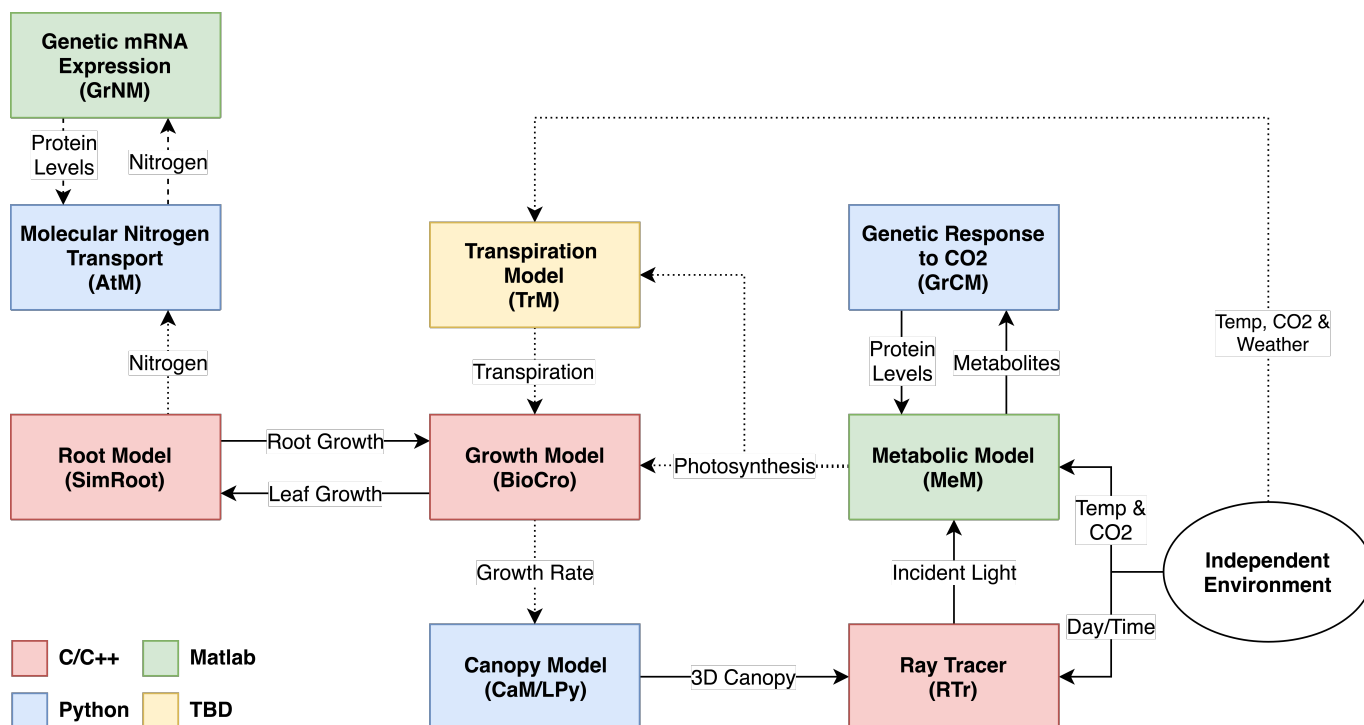 Genetic mRNA
Expression
(GrNM)
Protein
Levels
Nitrogen
Molecular Nitrogen
Transport
(AtM)
Transpiration
Model
(TrM)
Genetic Response
to CO2
(GrCM)
Temp, CO2 &
Weather
Nitrogen
Transpiration
Protein
Levels
Metabolites
Root Model
(SimRoot)
Root Growth
Leaf Growth
Growth Model
(BioCro)
Photosynthesis
Metabolic Model
(MeM)
Temp &
CO2
Independent
Environment
Growth Rate
Incident Light
Day/Time
Canopy Model
(CaM/LPy)
3D Canopy
Ray Tracer
(RTr)
C/C++
Matlab
Python
TBD